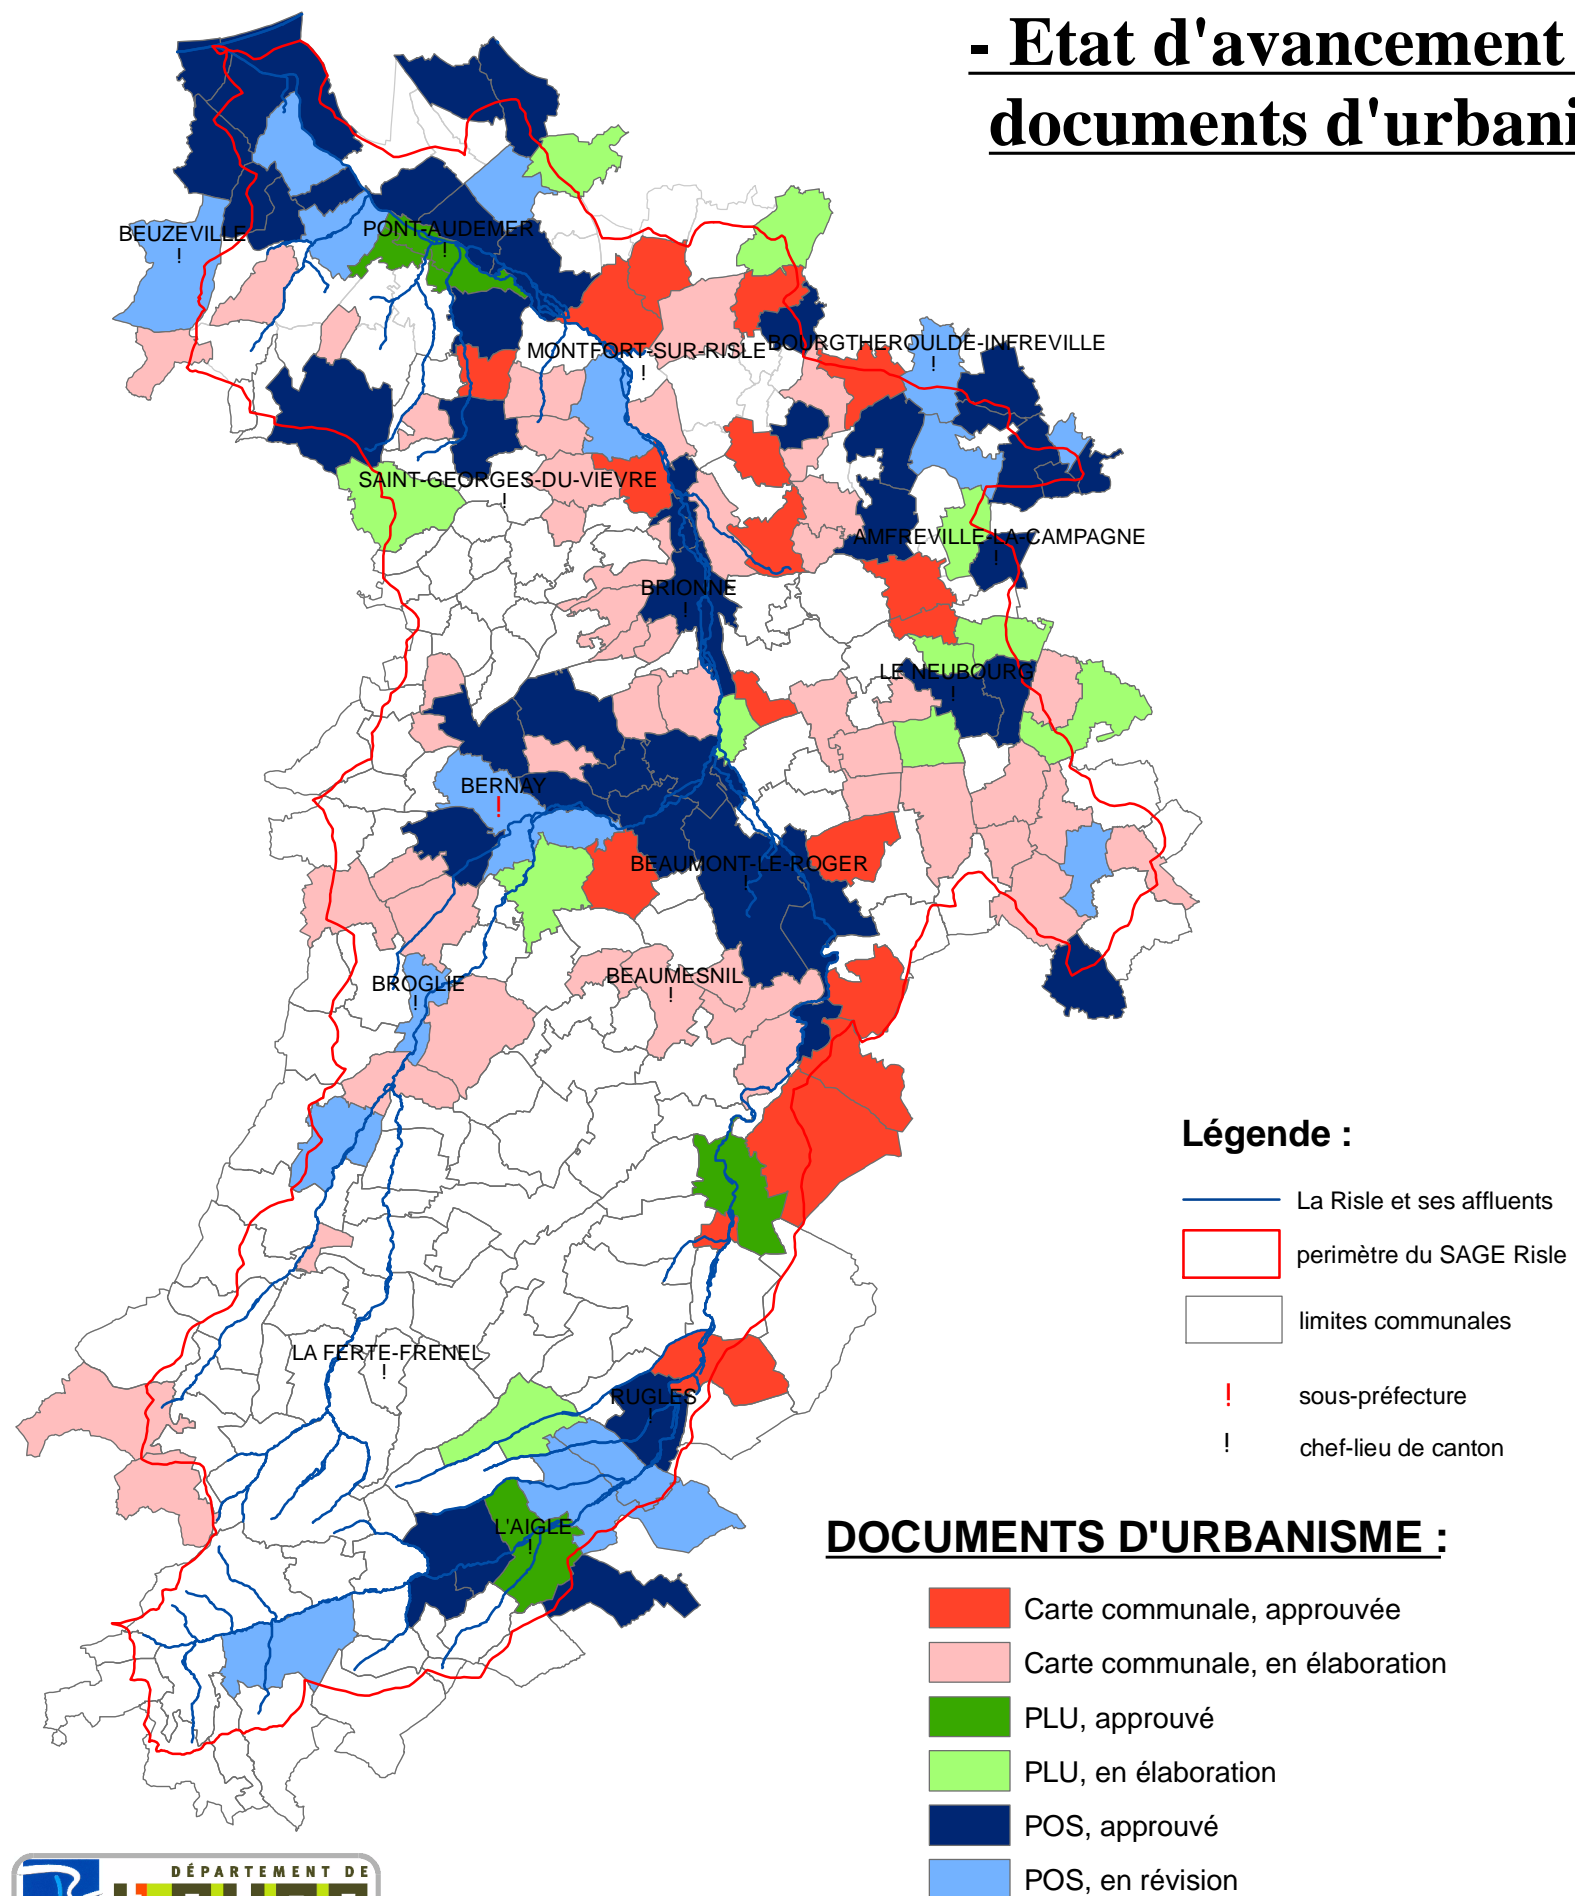 - Etat d'avancement
documents d'urbani
BEUZEVILLE
!
PONT-AUDEMER
!
MONTFORT-SUR-RISLE
!
BOURGTHEROULDE-INFREVILLE
!
SAINT-GEORGES-DU-VIEVRE
!
AMFREVILLE-LA-CAMPAGNE
!
BRIONNE
!
LE NEUBOURG
!
BERNAY
!
BEAUMONT-LE-ROGER
!
BROGLIE
!
BEAUMESNIL
!
LA FERTE-FRENEL
!
RUGLES
!
L'AIGLE
!
Légende :
La Risle et ses affluents
perimètre du SAGE Risle
limites communales
! sous-préfecture
! chef-lieu de canton
DOCUMENTS D'URBANISME :
Carte communale, approuvée
Carte communale, en élaboration
PLU, approuvé
PLU, en élaboration
POS, approuvé
POS, en révision
DÉPARTEMENT DE